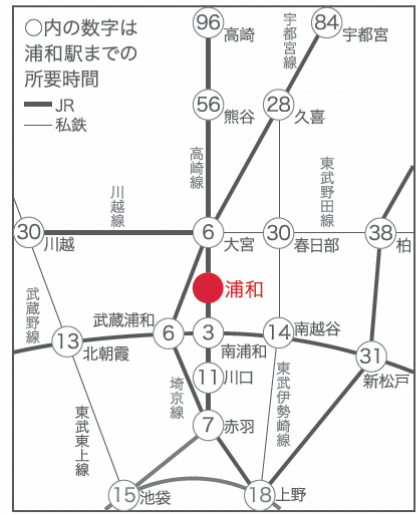 ○内の数字は
浦和駅までの
所要時間
JR
私鉄
96
高崎
宇都宮線
84
宇都宮
56
熊谷
28
久喜
高崎線
東武野田線
川越線
30
川越
6
大宮
30
春日部
38
柏
浦和
武蔵野線
武蔵浦和
13
北朝霞
6
3
南浦和
14
南越谷
31
新松戸
11
川口
埼京線
東武伊勢崎線
東武東上線
7
赤羽
15
池袋
18
上野